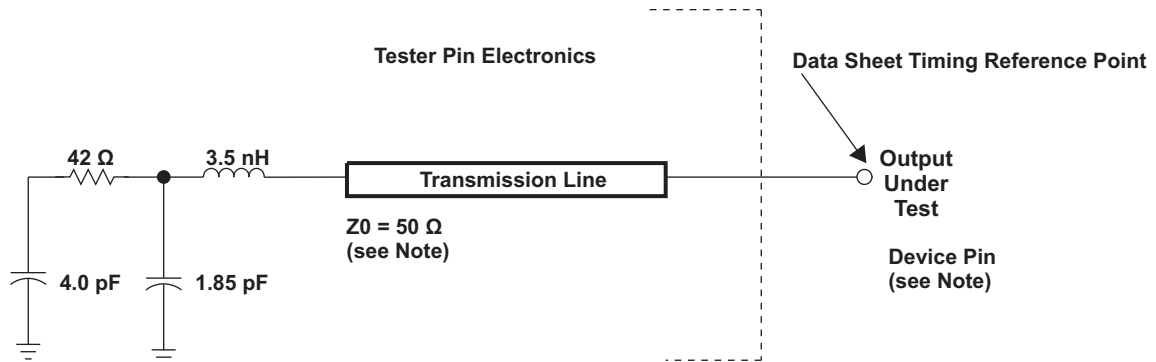 Tester Pin Electronics
Data Sheet Timing Reference Point
42 Ω
3.5 nH
Transmission Line
Output
Under
Test
Z0 = 50 Ω
(see Note)
Device Pin
(see Note)
4.0 pF
1.85 pF